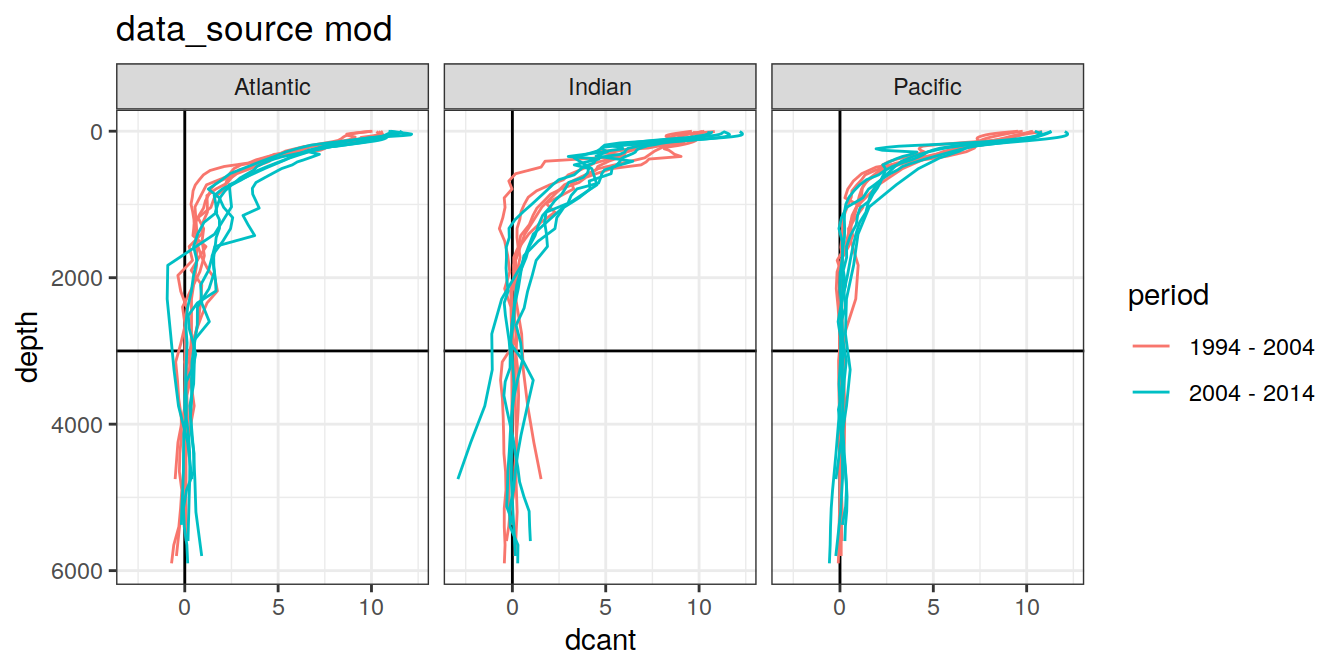 data_source mod
Atlantic Indian Pacific
0
2000
4000
6000
depth
0 5 10 0 5 10 0 5 10
dcant
period
1994 - 2004
2004 - 2014